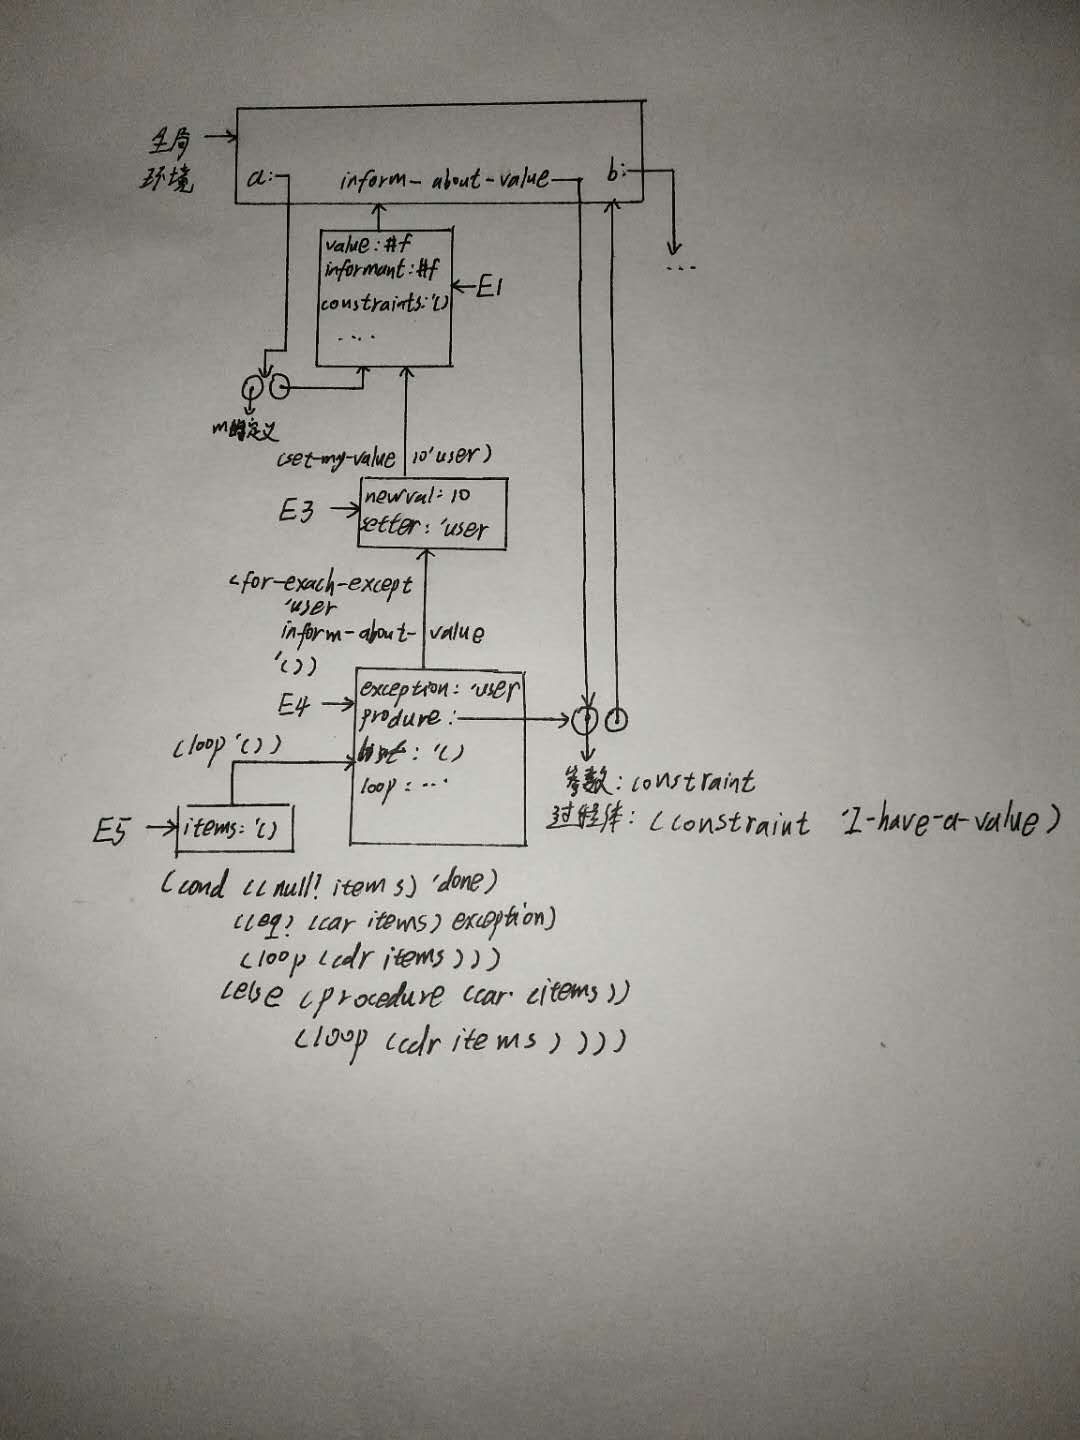 全局
环境
a:
inform-about-value
b:
value:#f
informant:#f
constraints:'()
....
E1
...
m的定义
(set-my-value 10 'user)
E3
newval:10
setter:'user
(for-exach-except
'user
inform-about-value
'())
E4
exception:'user
produre:
list:'()
loop:...
(loop '())
E5
items:'()
参数:constraint
过程体:(constraint 'I-have-a-value)
(cond ((null? items) 'done)
((eq? (car items) exception)
(loop (cdr items)))
(else (procedure (car (items))
(loop (cdr items))))